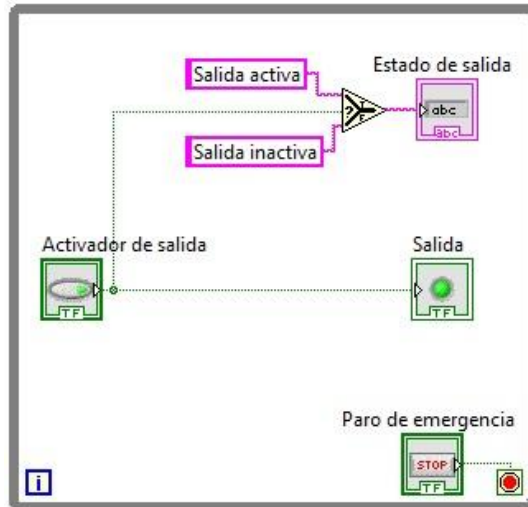 Salida activa
Estado de salida
?
T
F
abc
abc
Salida inactiva
Activador de salida
TF
Salida
TF
Paro de emergencia
STOP
TF
i